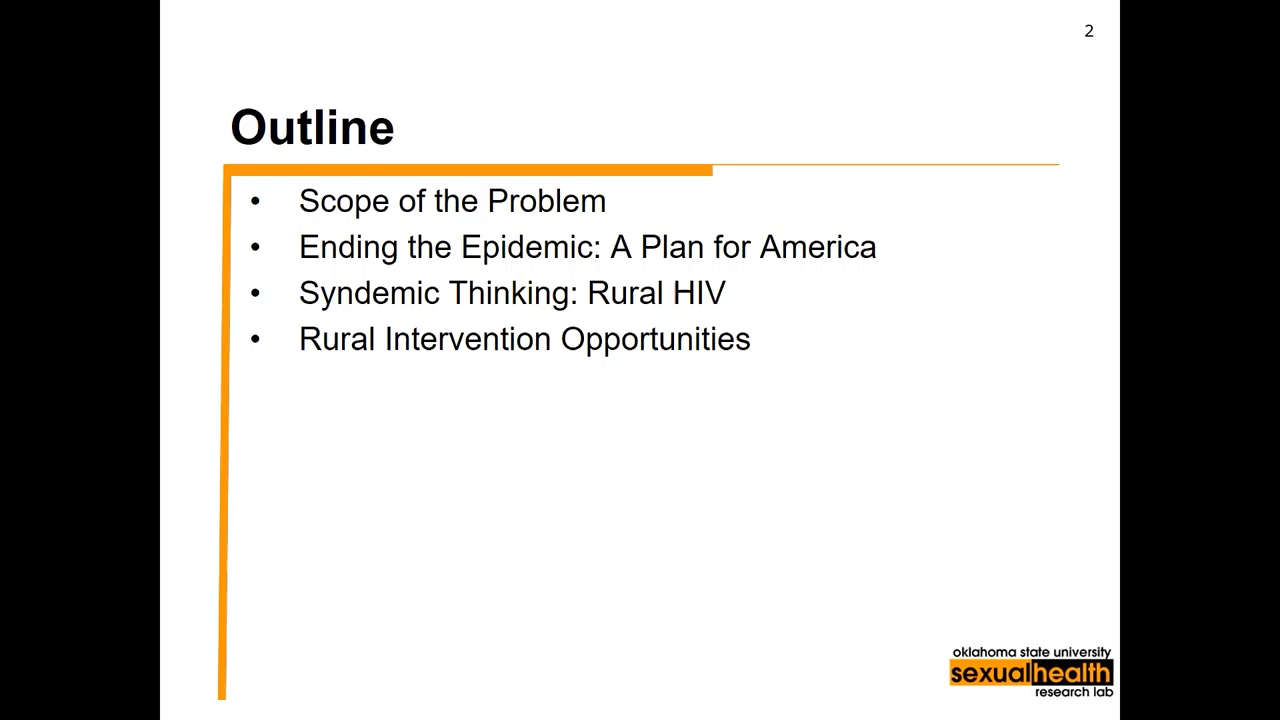 2
Outline
• Scope of the Problem
• Ending the Epidemic: A Plan for America
• Syndemic Thinking: Rural HIV
• Rural Intervention Opportunities
oklahoma state university
sexualhealth
research lab